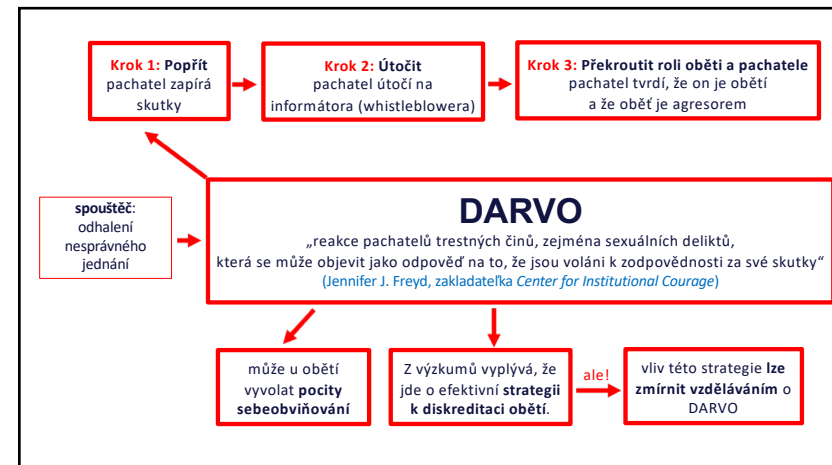 Krok 1: Popřít
pachatel zapírá
skutky
Krok 2: Útočit
pachatel útočí na
informátora (whistleblowera)
Krok 3: Překroutit roli oběti a pachatele
pachatel tvrdí, že on je obětí
a že oběť je agresorem
spouštěč:
odhalení
nesprávného
jednání
DARVO
„reakce pachatelů trestných činů, zejména sexuálních deliktů,
která se může objevit jako odpověď na to, že jsou voláni k zodpovědnosti za své skutky“
(Jennifer J. Freyd, zakladateľka Center for Institutional Courage)
může u obětí
vyvolat pocity
sebeobviňování
Z výzkumů vyplývá, že
jde o efektivní strategii
k diskreditaci obětí.
ale!
vliv této strategie lze
zmírnit vzděláváním o
DARVO